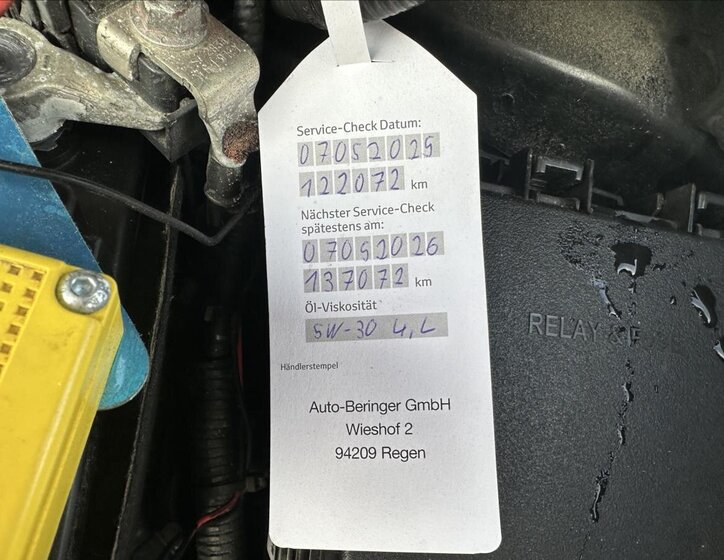 Service-Check Datum:
07052025
122072 km
Nächster Service-Check
spätestens am:
07052026
137072 km
Öl-Viskosität
5W-30 4,L
Händlerstempel
Auto-Beringer GmbH
Wieshof 2
94209 Regen
RELAY & F